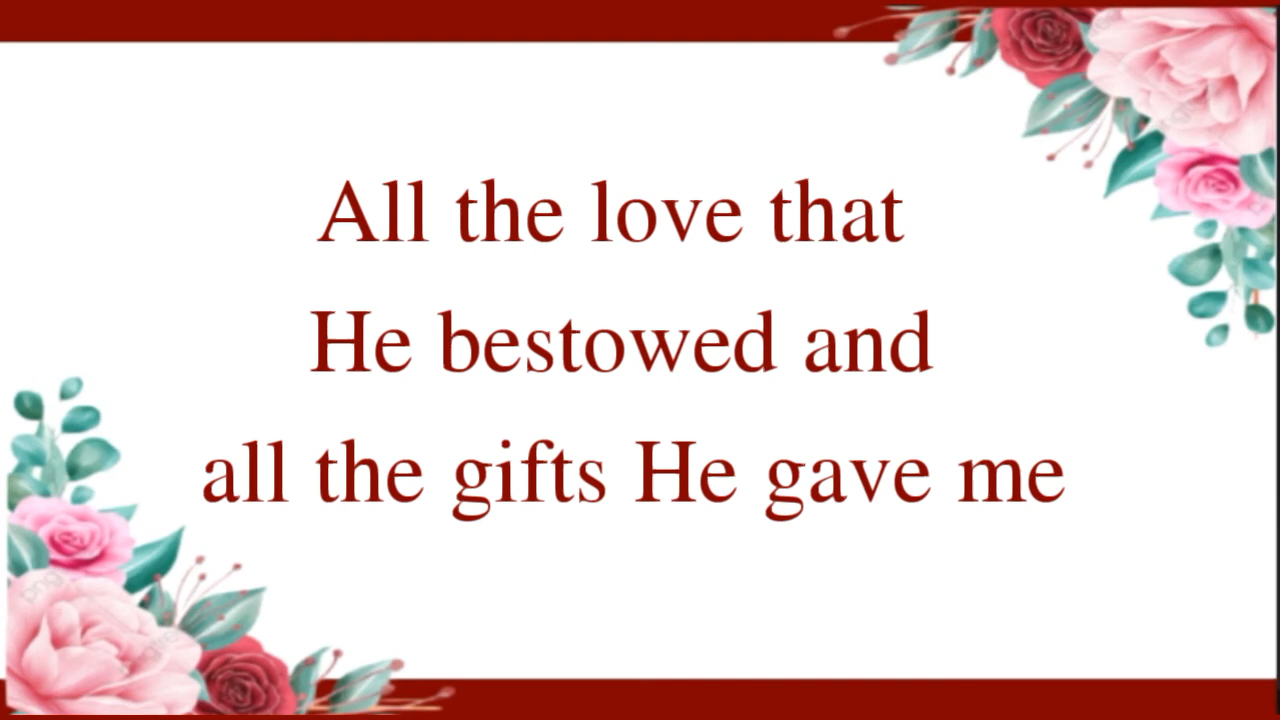 All the love that
He bestowed and
all the gifts He gave me